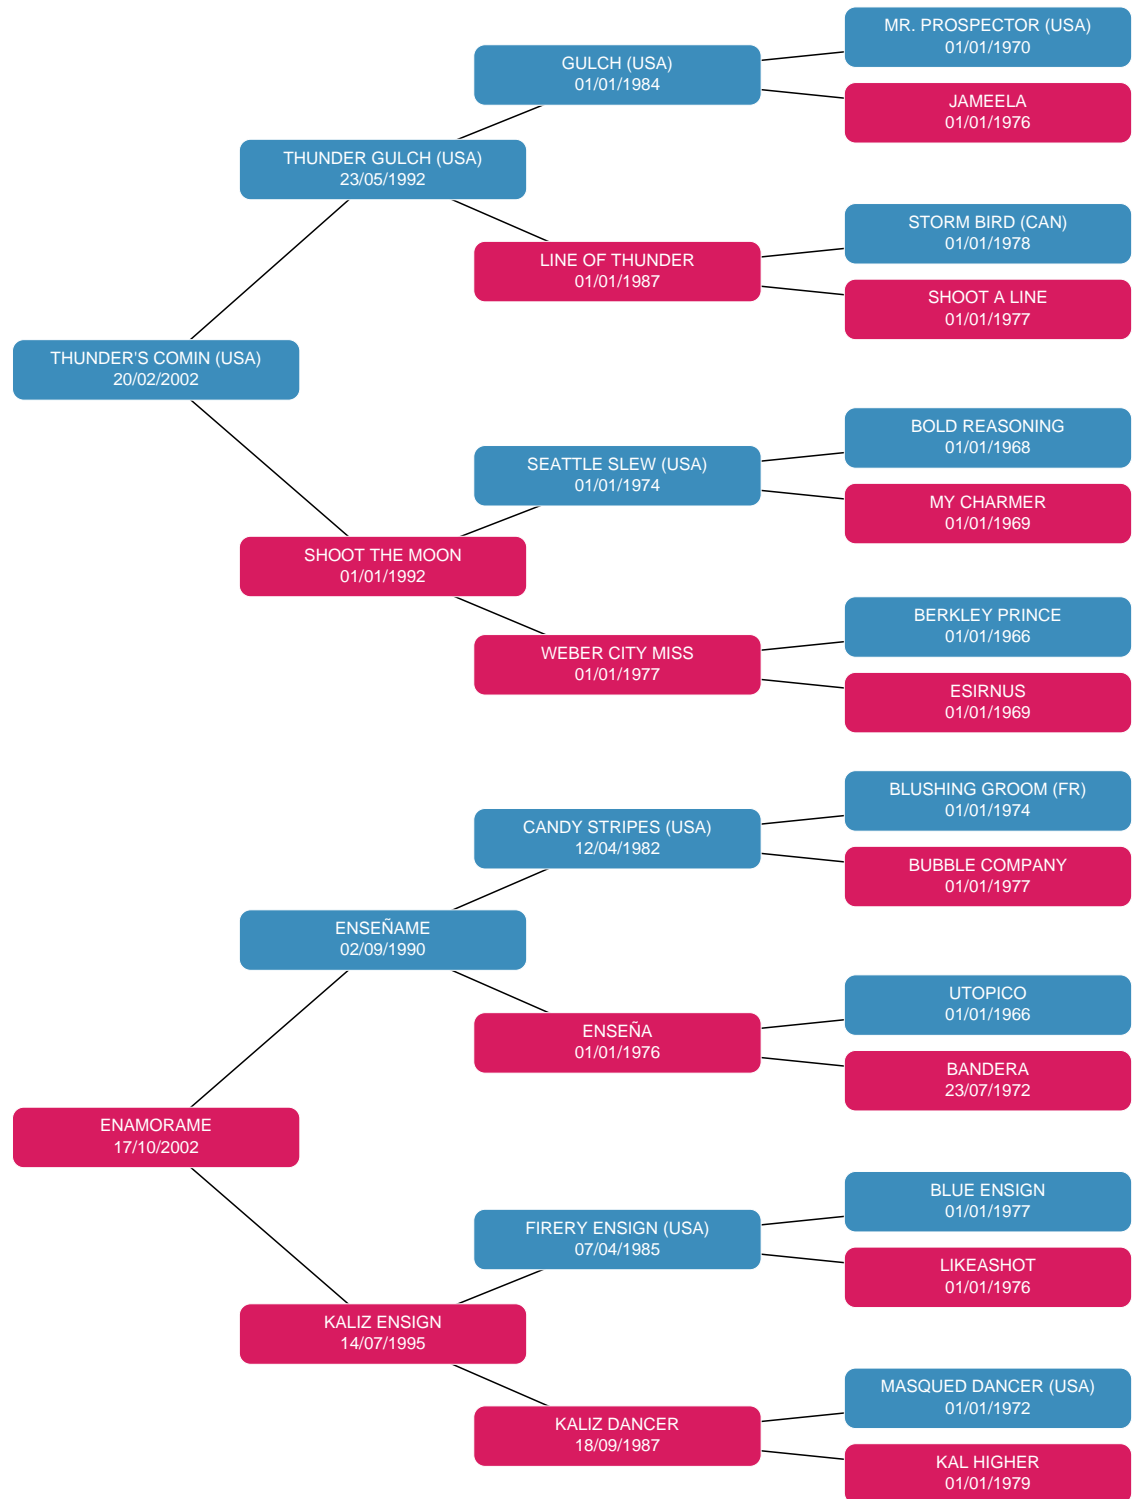 MR. PROSPECTOR (USA)
01/01/1970
GULCH (USA)
01/01/1984
JAMEELA
01/01/1976
THUNDER GULCH (USA)
23/05/1992
STORM BIRD (CAN)
01/01/1978
LINE OF THUNDER
01/01/1987
SHOOT A LINE
01/01/1977
THUNDER'S COMIN (USA)
20/02/2002
BOLD REASONING
01/01/1968
SEATTLE SLEW (USA)
01/01/1974
MY CHARMER
01/01/1969
SHOOT THE MOON
01/01/1992
BERKLEY PRINCE
01/01/1966
WEBER CITY MISS
01/01/1977
ESIRNUS
01/01/1969
BLUSHING GROOM (FR)
01/01/1974
CANDY STRIPES (USA)
12/04/1982
BUBBLE COMPANY
01/01/1977
ENSEÑAME
02/09/1990
UTOPICO
01/01/1966
ENSEÑA
01/01/1976
BANDERA
23/07/1972
ENAMORAME
17/10/2002
BLUE ENSIGN
01/01/1977
FIRERY ENSIGN (USA)
07/04/1985
LIKEASHOT
01/01/1976
KALIZ ENSIGN
14/07/1995
MASQUED DANCER (USA)
01/01/1972
KALIZ DANCER
18/09/1987
KAL HIGHER
01/01/1979